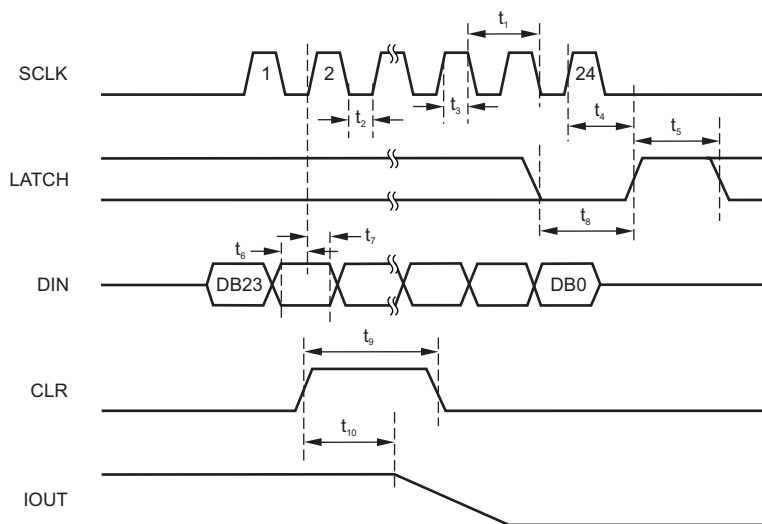 t₁
SCLK
1
2
24
t₂
t₃
t₄
t₅
LATCH
t₈
t₆
t₇
DIN
DB23
DB0
t₉
CLR
t₁₀
IOUT